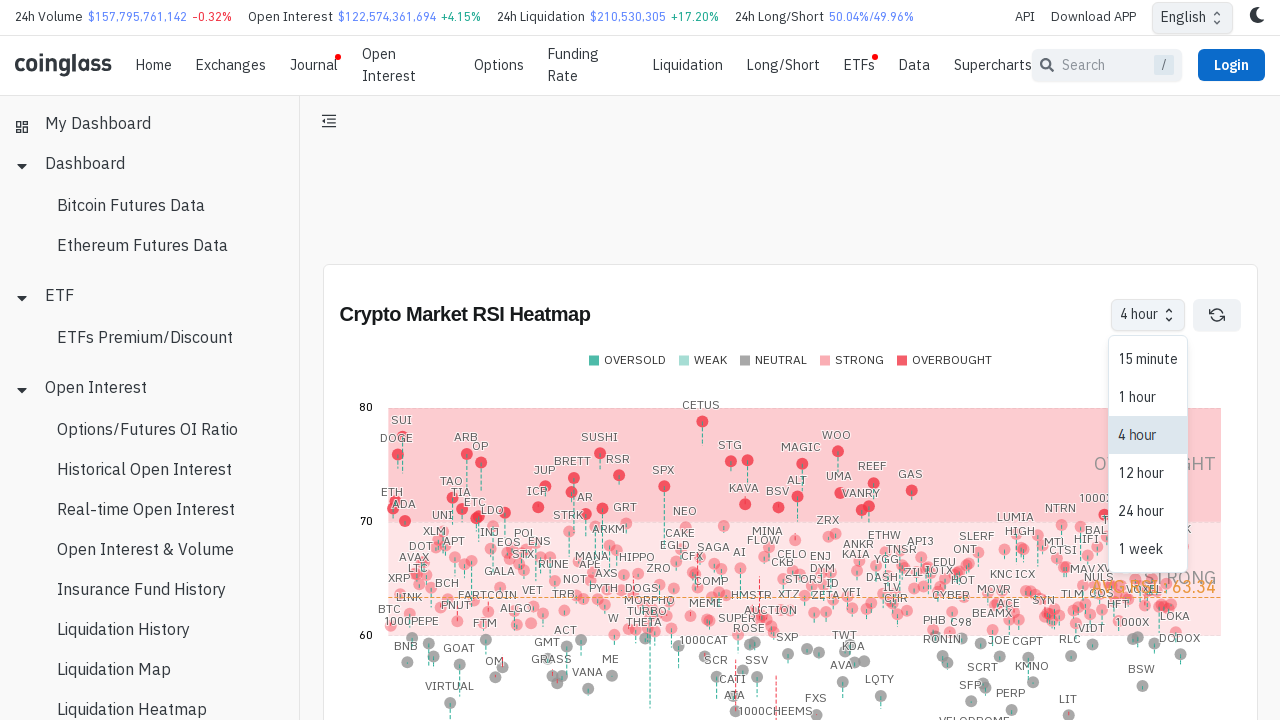 24h Volume $157,795,761,142 -0.32% Open Interest $122,574,361,694 +4.15% 24h Liquidation $210,530,305 +17.20% 24h Long/Short 50.04%/49.96% API Download APP English
coinglass Home Exchanges Journal Open Interest Options Funding Rate Liquidation Long/Short ETFs Data Supercharts Search / Login
My Dashboard
Dashboard
Bitcoin Futures Data
Ethereum Futures Data
ETF
ETFs Premium/Discount
Open Interest
Options/Futures OI Ratio
Historical Open Interest
Real-time Open Interest
Open Interest & Volume
Insurance Fund History
Liquidation History
Liquidation Map
Liquidation Heatmap
Crypto Market RSI Heatmap
4 hour
15 minute
1 hour
4 hour
12 hour
24 hour
1 week
OVERSOLD WEAK NEUTRAL STRONG OVERBOUGHT
80
CETUS
SUI
DOGE ARB OP SUSHI STG MAGIC WOO
JUP BRETT RSR SPX UMA REEF GAS
TAO TIA ICP KAVA BSV ALT VANRY
ETH ADA ETC LDO AR GRT NEO NTRN
70
UNI STRK ZRX LUMIA
XLM INJ ARKM CAKE MINA ETHW SLERF HIGH
DOT APT EOS ENS EGLD SAGA FLOW ANKR TNSR API3 ONT MTL HIFI
AVAX STX MANA HIPPO CFX AI CELO ENJ KAIA YGG EDU CTSI
LTC GALA RUNE APE ZRO CKB DYM ZIL IOTX MAV
XRP BCH NOT AXS COMP STORJ ID DASH HOT KNC ICX NULS STRONG
LINK FARTCOIN VET TRB PYTH DOGS HMSTR XTZ ZETA YFI ILV CYBER MOVR TLM VOXEL
BTC PNUT ALGO MORPHO MEME AUCTION CHR ACE SYN HFT
1000PEPE FTM W TURBO THETA SUPER PHB C98 BEAMX 1000X VIDT LOKA
60
BNB GOAT ACT GMT 1000CAT ROSE SXP TWT RONIN JOE CGPT RLC DODOX
OM GRASS ME SCR SSV KDA SCRT KMNO BSW
VIRTUAL VANA CATI LQTY SFP PERP
ATA 1000CHEEMS FXS LIT
VELODROME